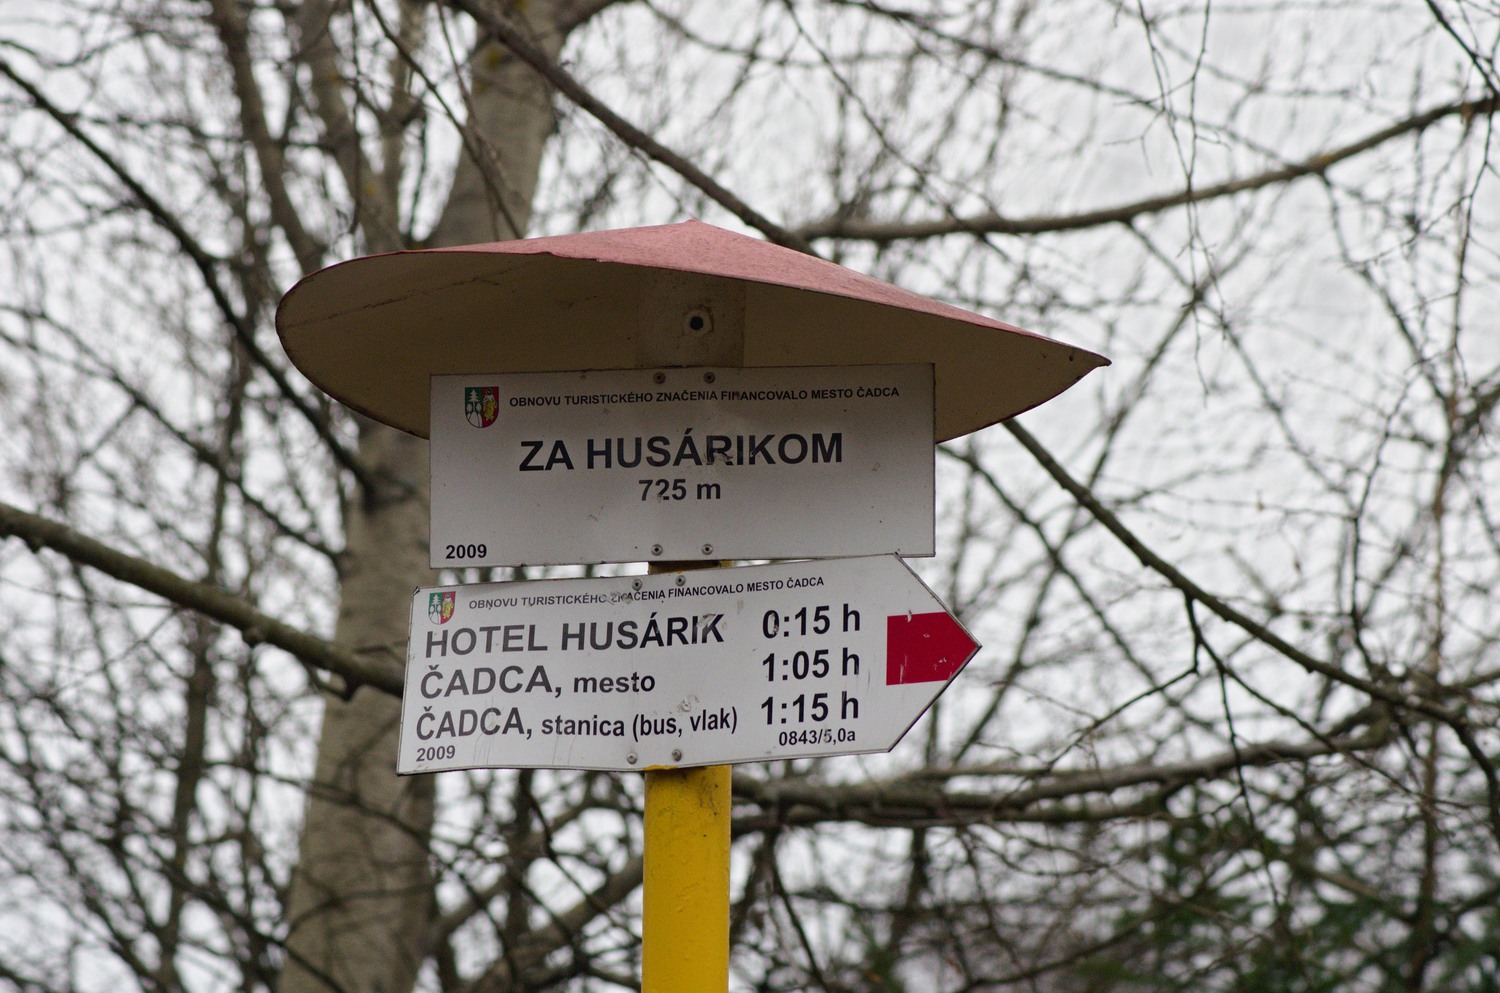 OBNOVU TURISTICKÉHO ZNAČENIA FINANCOVALO MESTO ČADCA
ZA HUSÁRIKOM
725 m
2009
OBNOVU TURISTICKÉHO ZNAČENIA FINANCOVALO MESTO ČADCA
HOTEL HUSÁRIK 0:15 h
ČADCA, mesto 1:05 h
ČADCA, stanica (bus, vlak) 1:15 h
2009 0843/5,0a